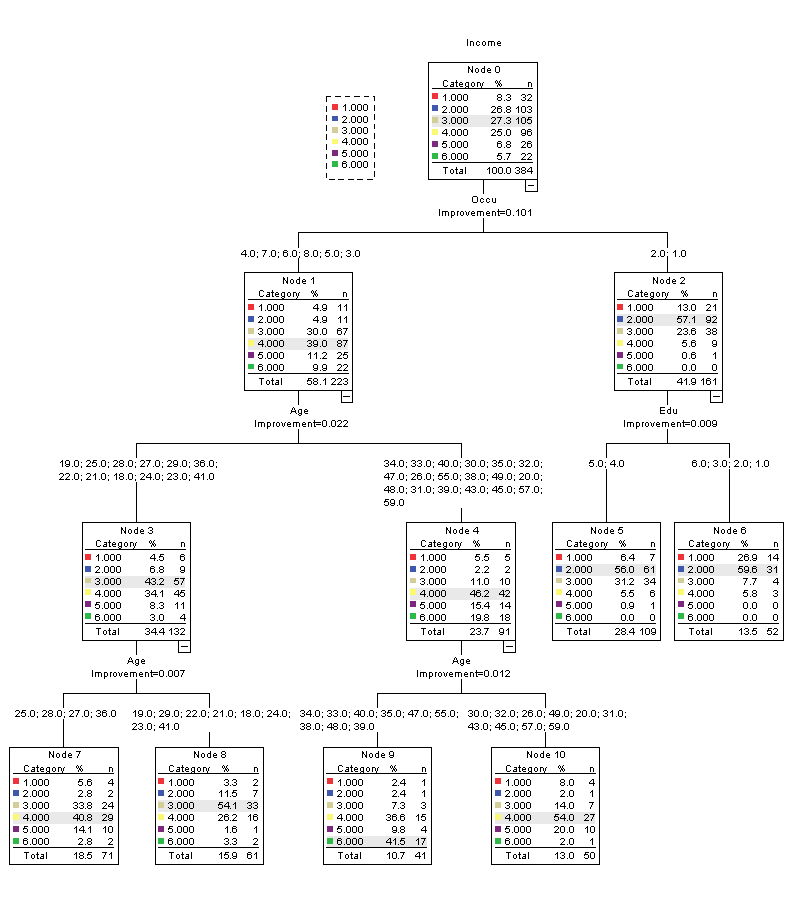 Income
Node 0
Category % n
1.000 8.3 32
2.000 26.8 103
3.000 27.3 105
4.000 25.0 96
5.000 6.8 26
6.000 5.7 22
Total 100.0 384
1.000
2.000
3.000
4.000
5.000
6.000
Occu
Improvement=0.101
4.0; 7.0; 6.0; 8.0; 5.0; 3.0
2.0; 1.0
Node 1
Category % n
1.000 4.9 11
2.000 4.9 11
3.000 30.0 67
4.000 39.0 87
5.000 11.2 25
6.000 9.9 22
Total 58.1 223
Node 2
Category % n
1.000 13.0 21
2.000 57.1 92
3.000 23.6 38
4.000 5.6 9
5.000 0.6 1
6.000 0.0 0
Total 41.9 161
Age
Improvement=0.022
Edu
Improvement=0.009
19.0; 25.0; 28.0; 27.0; 29.0; 36.0;
22.0; 21.0; 18.0; 24.0; 23.0; 41.0
34.0; 33.0; 40.0; 30.0; 35.0; 32.0;
47.0; 26.0; 55.0; 38.0; 49.0; 20.0;
48.0; 31.0; 39.0; 43.0; 45.0; 57.0;
59.0
5.0; 4.0
6.0; 3.0; 2.0; 1.0
Node 3
Category % n
1.000 4.5 6
2.000 6.8 9
3.000 43.2 57
4.000 34.1 45
5.000 8.3 11
6.000 3.0 4
Total 34.4 132
Node 4
Category % n
1.000 5.5 5
2.000 2.2 2
3.000 11.0 10
4.000 46.2 42
5.000 15.4 14
6.000 19.8 18
Total 23.7 91
Node 5
Category % n
1.000 6.4 7
2.000 56.0 61
3.000 31.2 34
4.000 5.5 6
5.000 0.9 1
6.000 0.0 0
Total 28.4 109
Node 6
Category % n
1.000 26.9 14
2.000 59.6 31
3.000 7.7 4
4.000 5.8 3
5.000 0.0 0
6.000 0.0 0
Total 13.5 52
Age
Improvement=0.007
Age
Improvement=0.012
25.0; 28.0; 27.0; 36.0
19.0; 29.0; 22.0; 21.0; 18.0; 24.0;
23.0; 41.0
34.0; 33.0; 40.0; 35.0; 47.0; 55.0;
38.0; 48.0; 39.0
30.0; 32.0; 26.0; 49.0; 20.0; 31.0;
43.0; 45.0; 57.0; 59.0
Node 7
Category % n
1.000 5.6 4
2.000 2.8 2
3.000 33.8 24
4.000 40.8 29
5.000 14.1 10
6.000 2.8 2
Total 18.5 71
Node 8
Category % n
1.000 3.3 2
2.000 11.5 7
3.000 54.1 33
4.000 26.2 16
5.000 1.6 1
6.000 3.3 2
Total 15.9 61
Node 9
Category % n
1.000 2.4 1
2.000 2.4 1
3.000 7.3 3
4.000 36.6 15
5.000 9.8 4
6.000 41.5 17
Total 10.7 41
Node 10
Category % n
1.000 8.0 4
2.000 2.0 1
3.000 14.0 7
4.000 54.0 27
5.000 20.0 10
6.000 2.0 1
Total 13.0 50